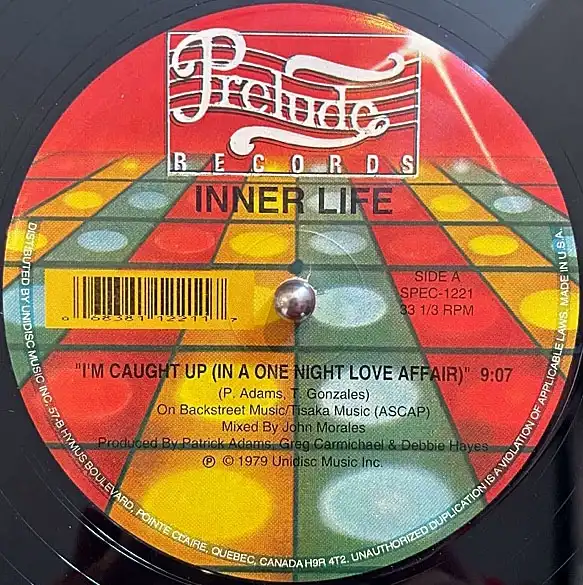 Prelude
RECORDS
INNER LIFE
SIDE A
SPEC-1221
33 1/3 RPM
0 68381 12211 7
"I'M CAUGHT UP (IN A ONE NIGHT LOVE AFFAIR)" 9:07
(P. Adams, T. Gonzales)
On Backstreet Music/Tisaka Music (ASCAP)
Mixed By John Morales
Produced By Patrick Adams, Greg Carmichael & Debbie Hayes
℗ © 1979 Unidisc Music Inc.
DISTRIBUTED BY UNIDISC MUSIC INC. 57-B HYMUS BOULEVARD, POINTE CLAIRE, QUEBEC, CANADA H9R 4T2. UNAUTHORIZED DUPLICATION IS A VIOLATION OF APPLICABLE LAWS. MADE IN U.S.A.